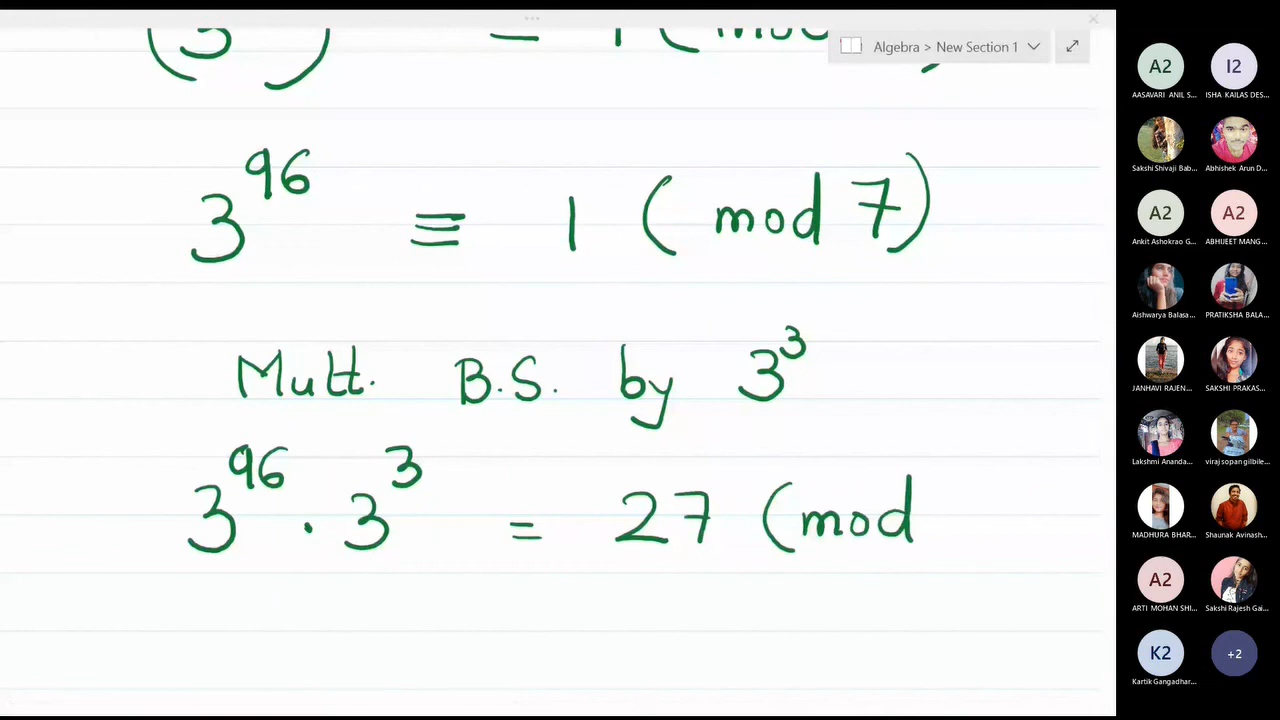 (3 ) = 1 (mod )
Algebra > New Section 1
3^96 ≡ 1 ( mod 7)
Mult. B.S. by 3^3
3^96 · 3^3 = 27 (mod
A2 I2
AASAVARI ANIL S... ISHA KAILAS DES...
Sakshi Shivaji Bab... Abhishek Arun D...
A2 A2
Ankit Ashokrao G... ABHIJEET MANG...
Aishwarya Balasa... PRATIKSHA BALA...
JANHAVI RAJEN... SAKSHI PRAKAS...
Lakshmi Ananda... viraj sopan gilbile...
MADHURA BHAR... Shaunak Avinash...
A2
ARTI MOHAN SHI... Sakshi Rajesh Gai...
K2 +2
Kartik Gangadhar...